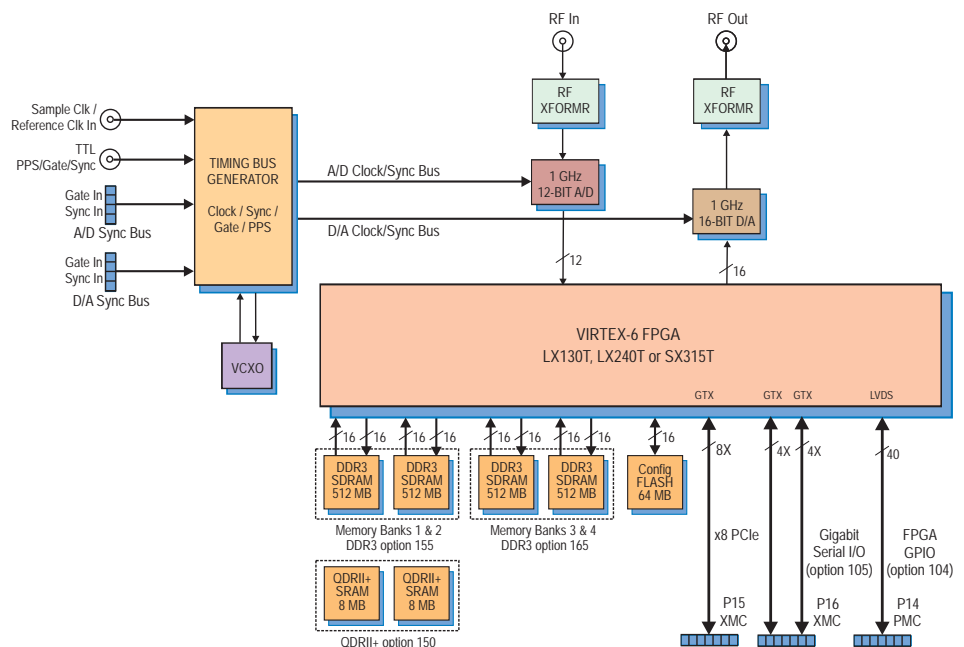 RF In
RF Out
RF
XFORMR
RF
XFORMR
Sample Clk /
Reference Clk In
TTL
PPS/Gate/Sync
Gate In
Sync In
A/D Sync Bus
Gate In
Sync In
D/A Sync Bus
TIMING BUS
GENERATOR
Clock / Sync /
Gate / PPS
VCXO
A/D Clock/Sync Bus
D/A Clock/Sync Bus
1 GHz
12-BIT A/D
1 GHz
16-BIT D/A
12
16
VIRTEX-6 FPGA
LX130T, LX240T or SX315T
GTX
GTX
GTX
LVDS
16
16
16
16
16
16
16
16
16
8X
4X
4X
40
DDR3
SDRAM
512 MB
DDR3
SDRAM
512 MB
DDR3
SDRAM
512 MB
DDR3
SDRAM
512 MB
Config
FLASH
64 MB
Memory Banks 1 & 2
DDR3 option 155
Memory Banks 3 & 4
DDR3 option 165
QDRII+
SRAM
8 MB
QDRII+
SRAM
8 MB
QDRII+ option 150
x8 PCIe
Gigabit
Serial I/O
(option 105)
FPGA
GPIO
(option 104)
P15
XMC
P16
XMC
P14
PMC